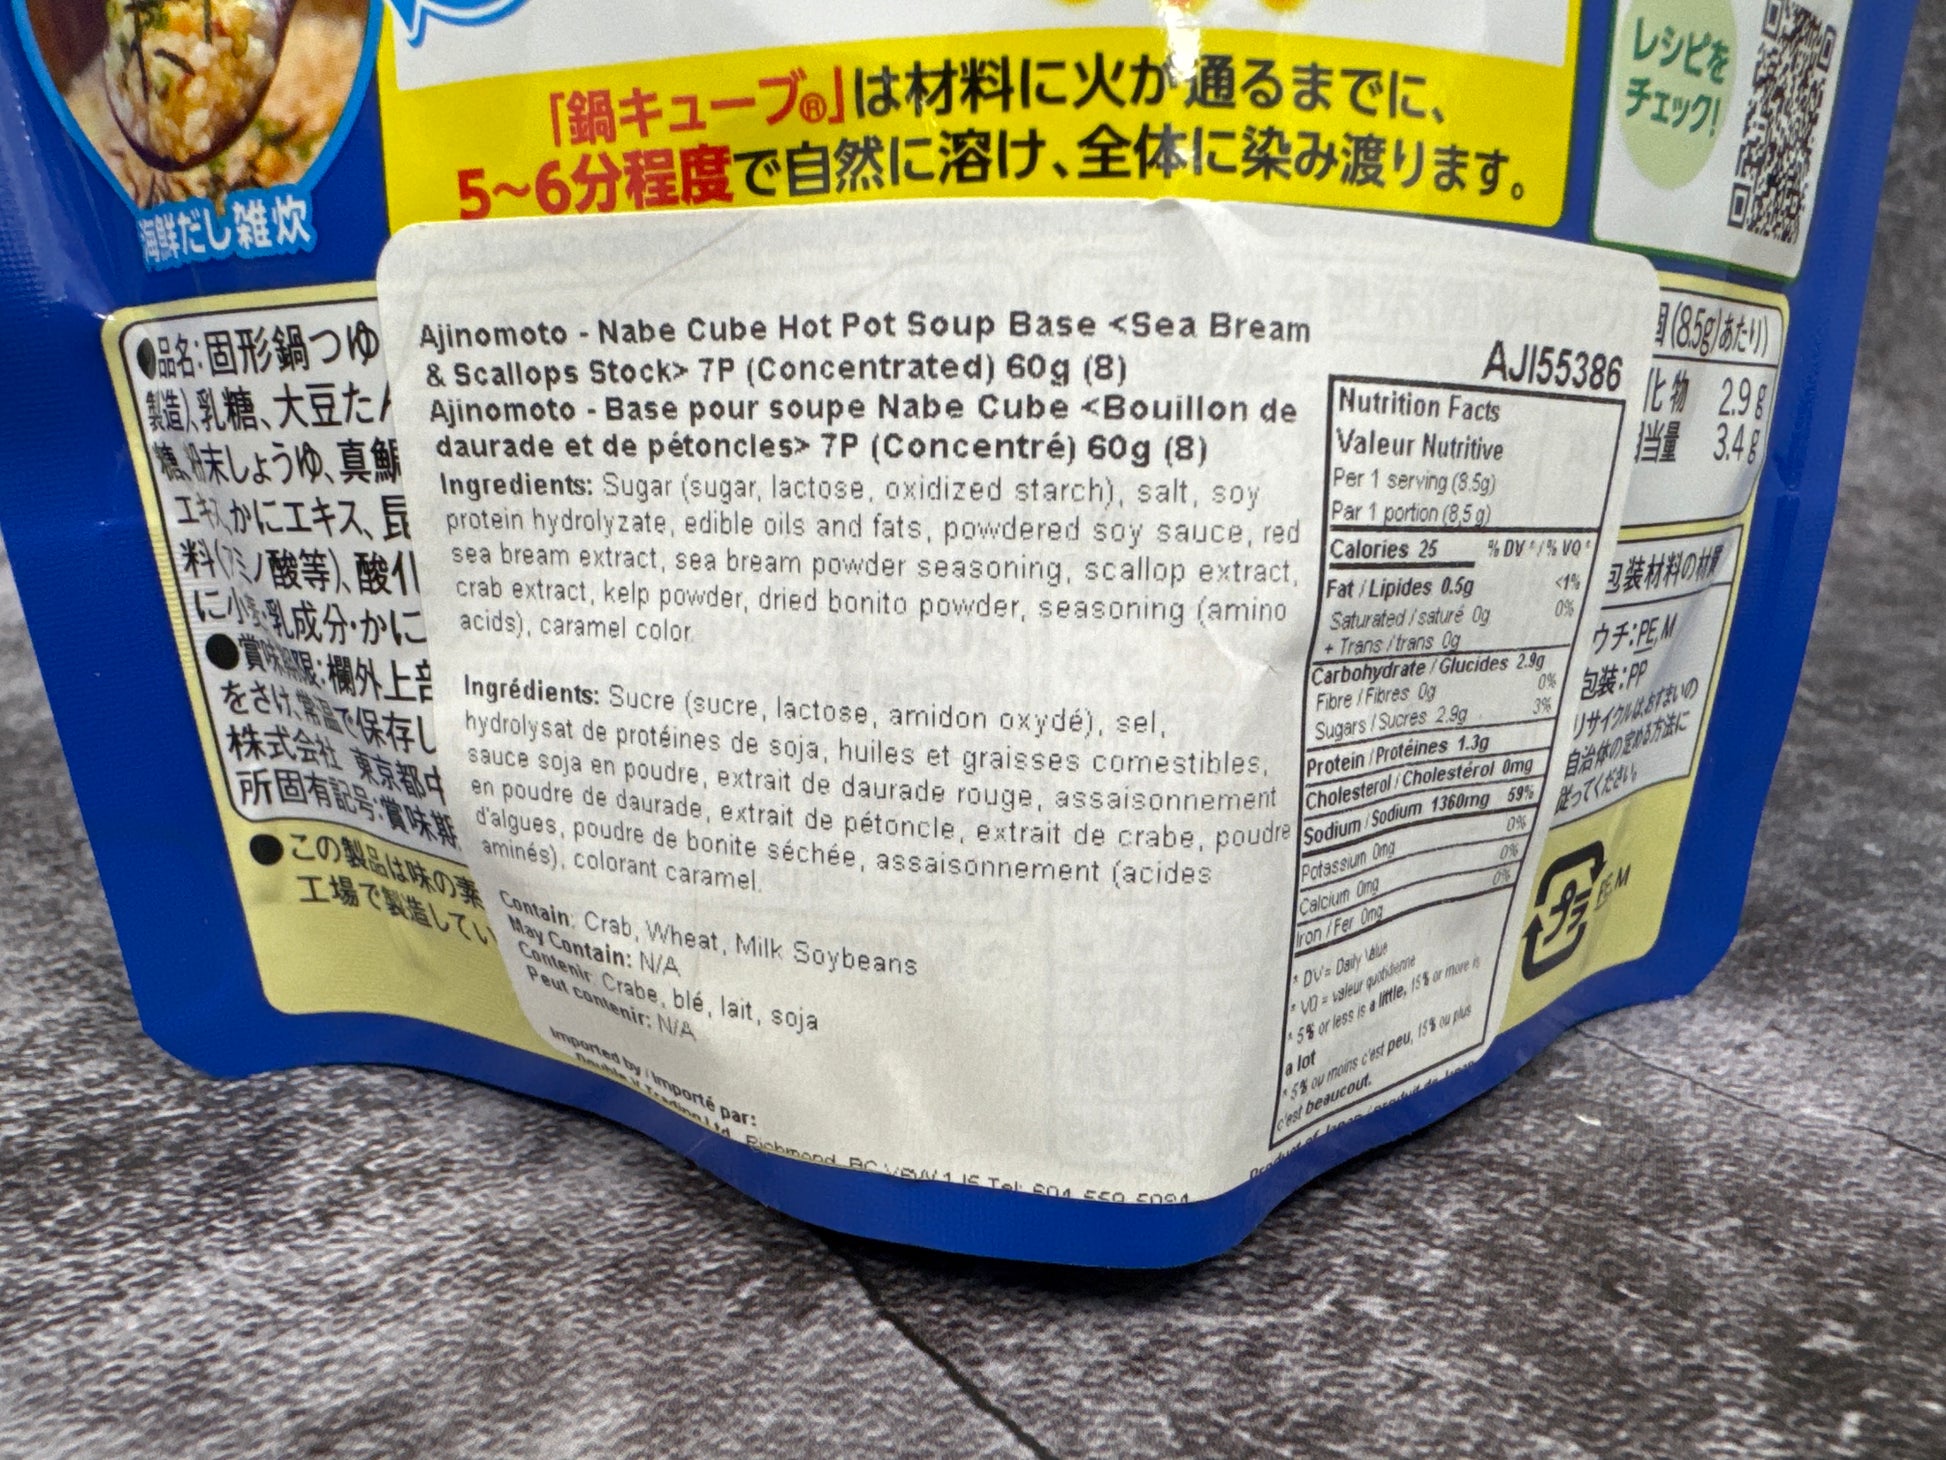 レシピを
チェック!
「鍋キューブ®」は材料に火が通るまでに、
5~6分程度で自然に溶け、全体に染み渡ります。
海鮮だし雑炊
●品名:固形鍋つゆ
製造)、乳糖、大豆たん
糖、粉末しょうゆ、真鯛
エキス、かにエキス、昆
料(アミノ酸等)、酸化
に小麦・乳成分・かに
●賞味期限:欄外上部
をさけ、常温で保存し
株式会社 東京都中
所固有記号:賞味期
●この製品は味の素
工場で製造してい
Ajinomoto - Nabe Cube Hot Pot Soup Base <Sea Bream
& Scallops Stock> 7P (Concentrated) 60g (8)
Ajinomoto - Base pour soupe Nabe Cube <Bouillon de
daurade et de pétoncles> 7P (Concentré) 60g (8)
Ingredients: Sugar (sugar, lactose, oxidized starch), salt, soy
protein hydrolyzate, edible oils and fats, powdered soy sauce, red
sea bream extract, sea bream powder seasoning, scallop extract,
crab extract, kelp powder, dried bonito powder, seasoning (amino
acids), caramel color.
Ingrédients: Sucre (sucre, lactose, amidon oxydé), sel,
hydrolysat de protéines de soja, huiles et graisses comestibles,
sauce soja en poudre, extrait de daurade rouge, assaisonnement
en poudre de daurade, extrait de pétoncle, extrait de crabe, poudre
d'algues, poudre de bonite séchée, assaisonnement (acides
aminés), colorant caramel.
Contain: Crab, Wheat, Milk Soybeans
May Contain: N/A
Contenir: Crabe, blé, lait, soja
Peut contenir: N/A
Imported by / Importé par:
Richmond, BC V6W 1J5 Tel:
AJI55386
Nutrition Facts
Valeur Nutritive
Per 1 serving (8.5g)
Par 1 portion (8,5 g)
Calories 25 % DV * / % VQ *
Fat / Lipides 0.5g <1%
Saturated / saturé 0g 0%
+ Trans / trans 0g
Carbohydrate / Glucides 2.9g
Fibre / Fibres 0g 0%
Sugars / Sucres 2.9g 3%
Protein / Protéines 1.3g
Cholesterol / Cholestérol 0mg
Sodium / Sodium 1360mg 59%
Potassium 0mg 0%
Calcium 0mg 0%
Iron / Fer 0mg 0%
* DV = Daily Value
* VQ = valeur quotidienne
* 5% or less is a little, 15% or more is
a lot
* 5% ou moins c'est peu, 15% ou plus
c'est beaucout.
Product of Japan / produit de Japan
(8.5g)あたり)
化物 2.9g
当量 3.4g
包装材料の材質
ウチ:PE,M
包装:PP
リサイクルはお住まいの
自治体の定める方法に
従ってください。
プラ
PE,M